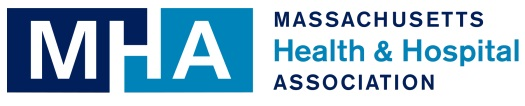 MHA
MASSACHUSETTS
Health & Hospital
ASSOCIATION